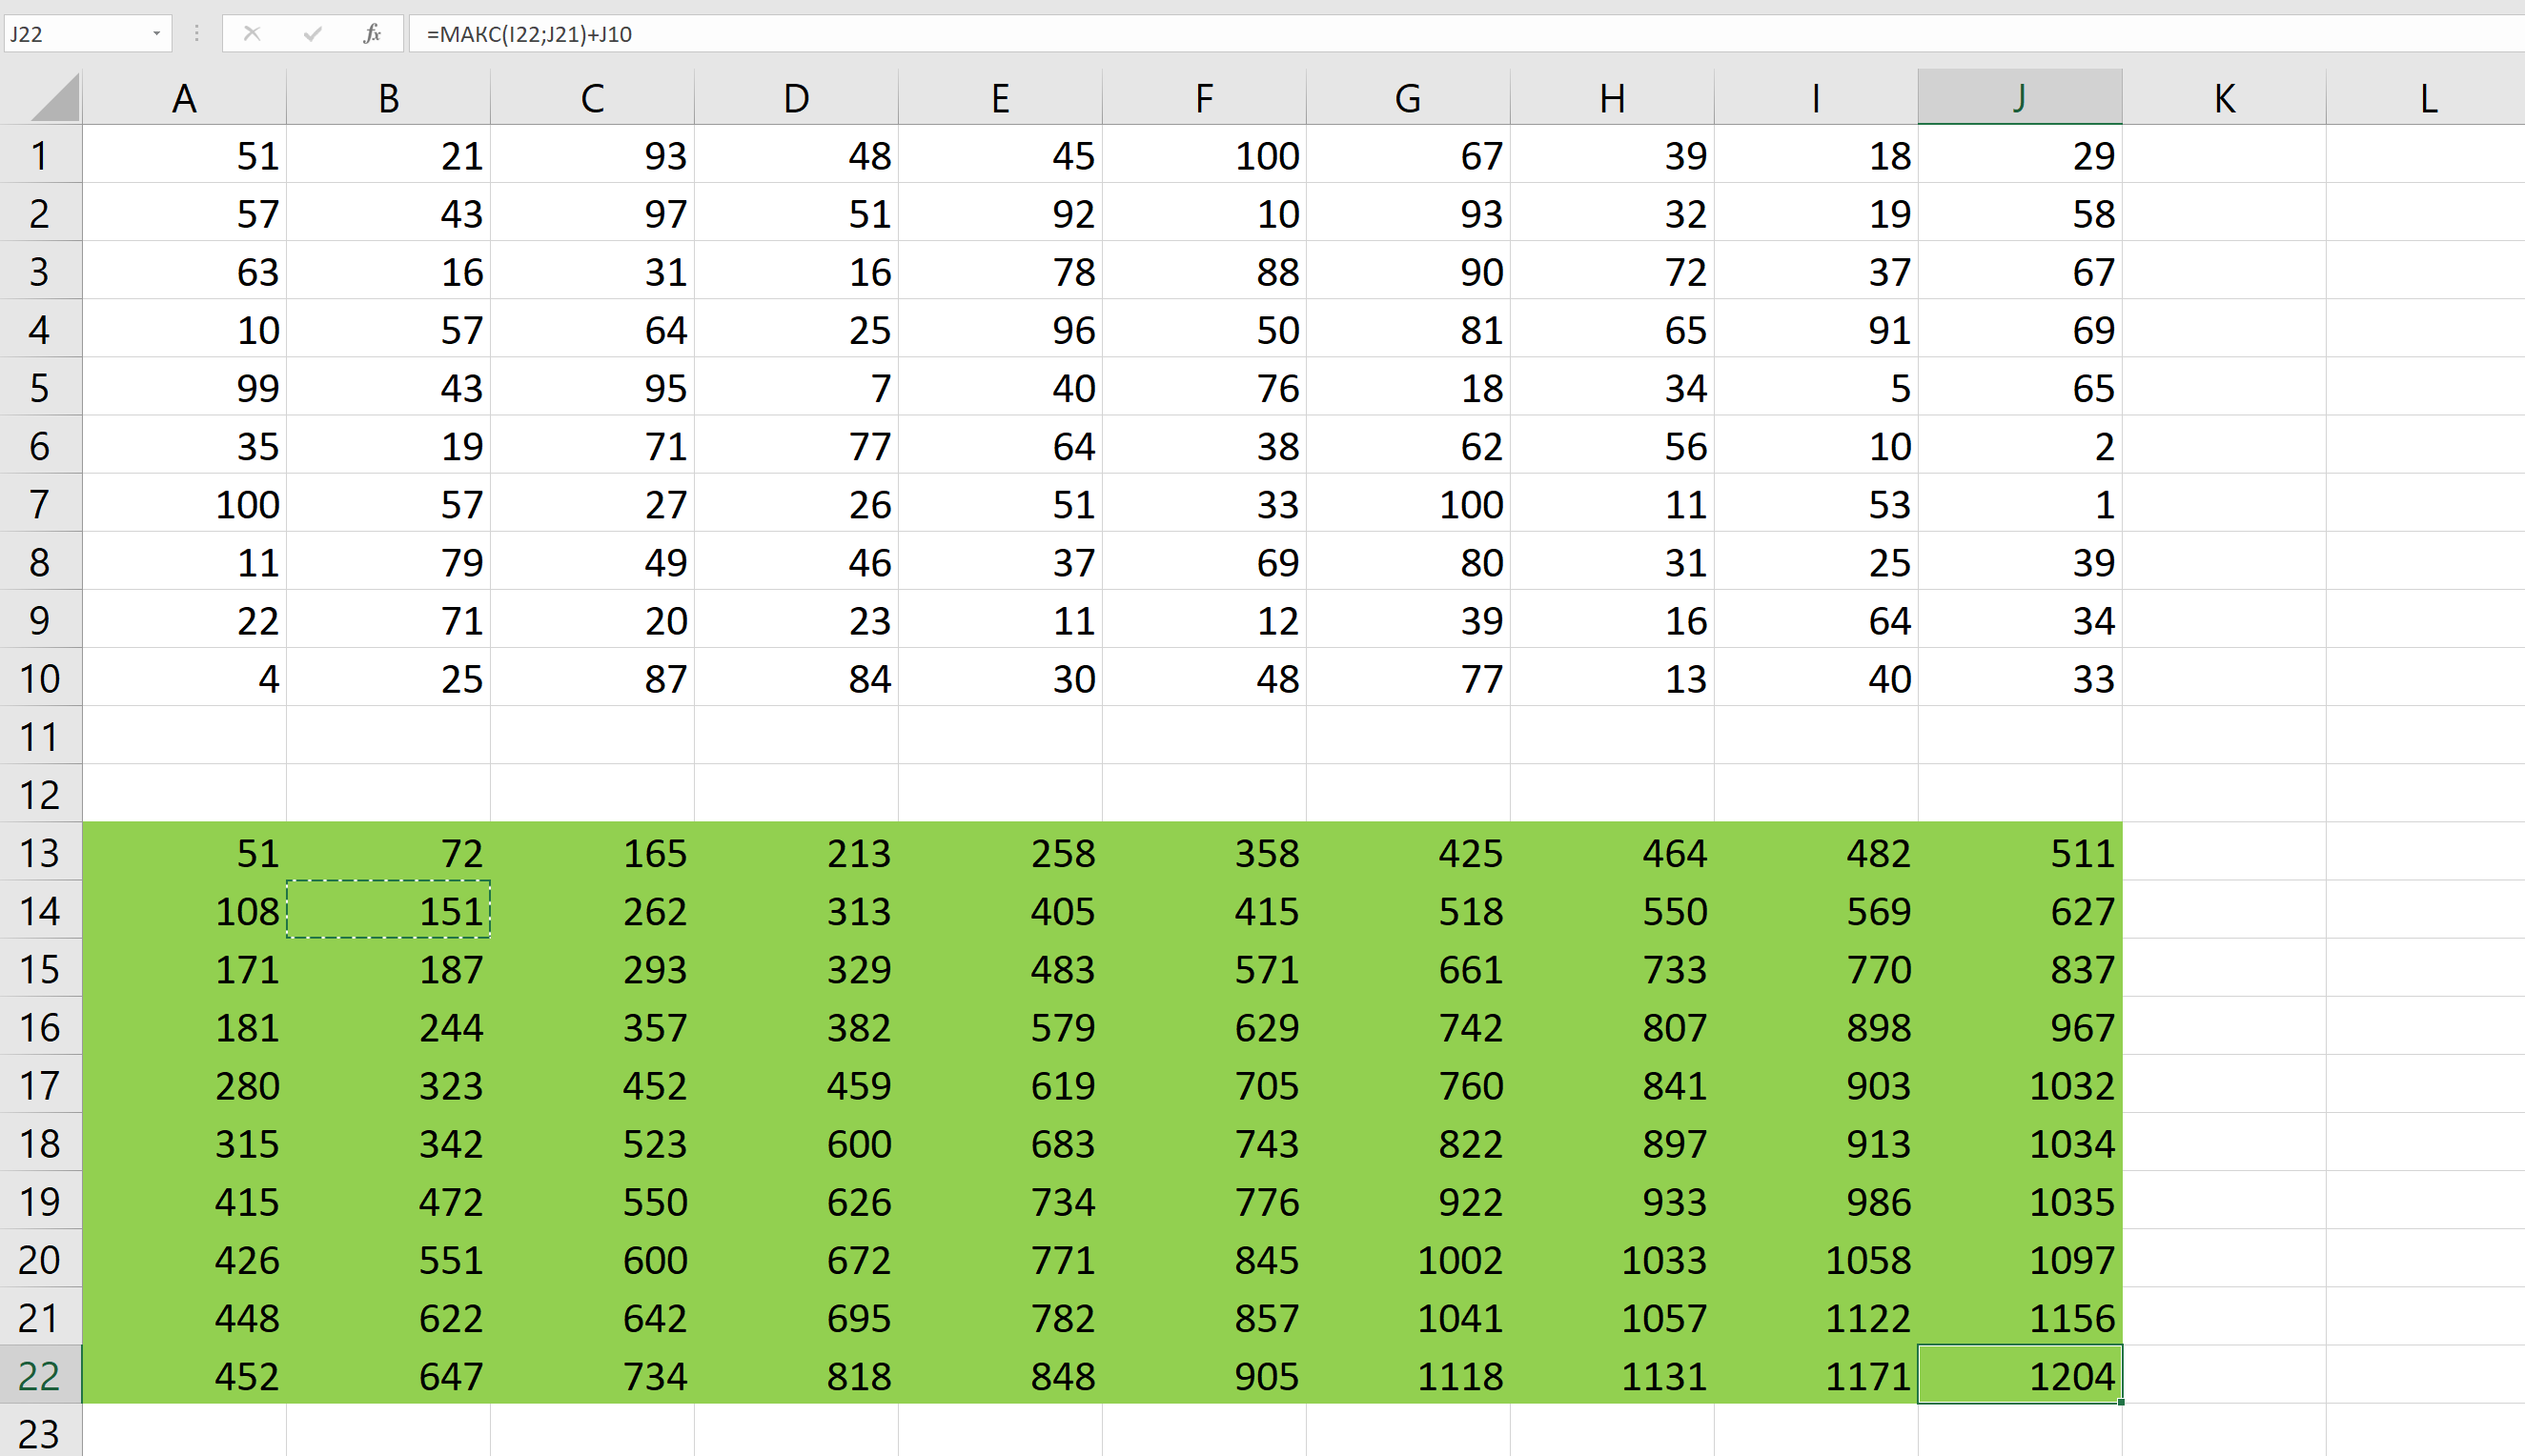 J22 fx =МАКС(I22;J21)+J10
A B C D E F G H I J K L
1 51 21 93 48 45 100 67 39 18 29
2 57 43 97 51 92 10 93 32 19 58
3 63 16 31 16 78 88 90 72 37 67
4 10 57 64 25 96 50 81 65 91 69
5 99 43 95 7 40 76 18 34 5 65
6 35 19 71 77 64 38 62 56 10 2
7 100 57 27 26 51 33 100 11 53 1
8 11 79 49 46 37 69 80 31 25 39
9 22 71 20 23 11 12 39 16 64 34
10 4 25 87 84 30 48 77 13 40 33
11
12
13 51 72 165 213 258 358 425 464 482 511
14 108 151 262 313 405 415 518 550 569 627
15 171 187 293 329 483 571 661 733 770 837
16 181 244 357 382 579 629 742 807 898 967
17 280 323 452 459 619 705 760 841 903 1032
18 315 342 523 600 683 743 822 897 913 1034
19 415 472 550 626 734 776 922 933 986 1035
20 426 551 600 672 771 845 1002 1033 1058 1097
21 448 622 642 695 782 857 1041 1057 1122 1156
22 452 647 734 818 848 905 1118 1131 1171 1204
23